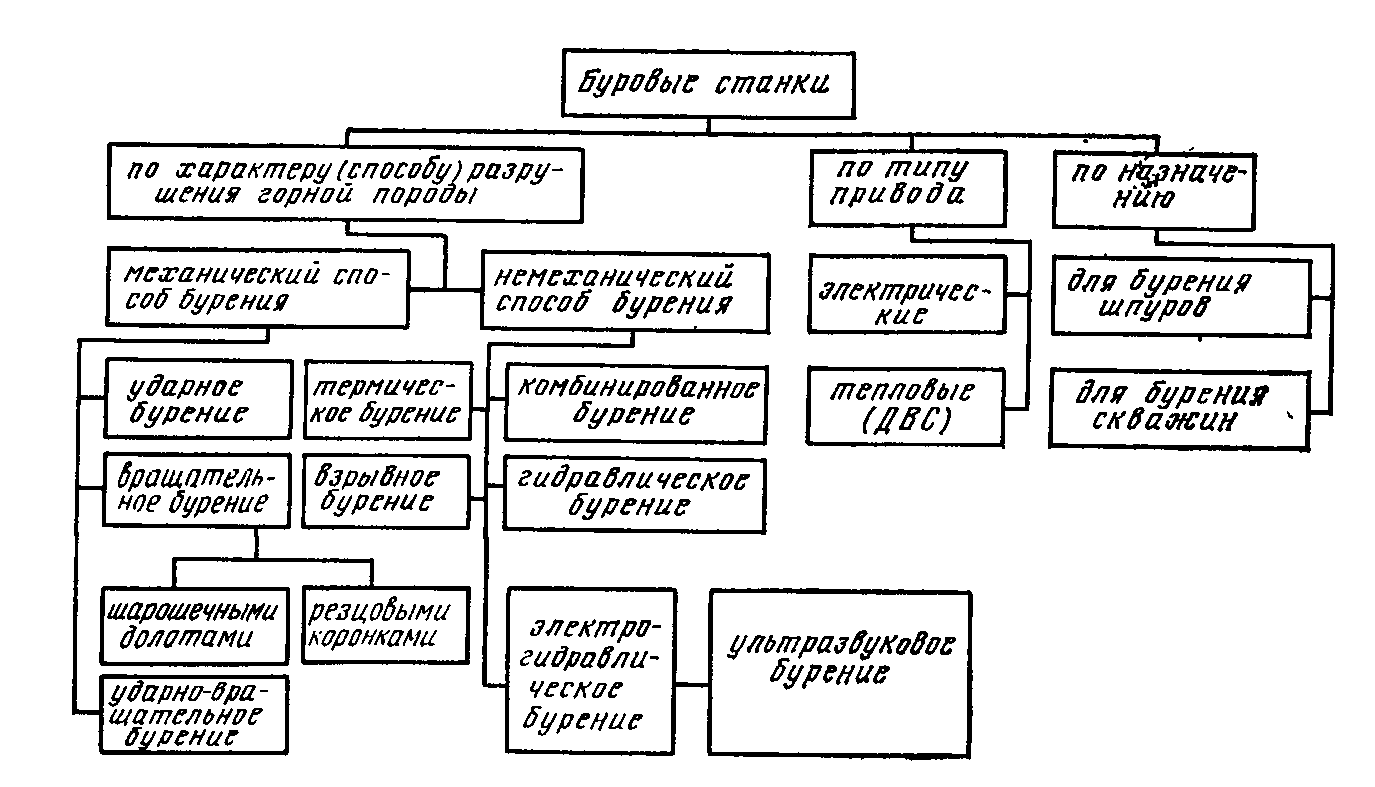 буровые станки
по характеру (способу) разру-
шения горной породы
по типу
привода
по назначе-
нию
механический спо-
соб бурения
немеханический
способ бурения
электричес-
кие
для бурения
шпуров
ударное
бурение
термичес-
кое бурение
комбинированное
бурение
тепловые
(ДВС)
для бурения
скважин
вращатель-
ное бурение
взрывное
бурение
гидравлическое
бурение
шарошечными
долотами
резцовыми
коронками
электро-
гидравли-
ческое
бурение
ультразвуковое
бурение
ударно-вра-
щательное
бурение